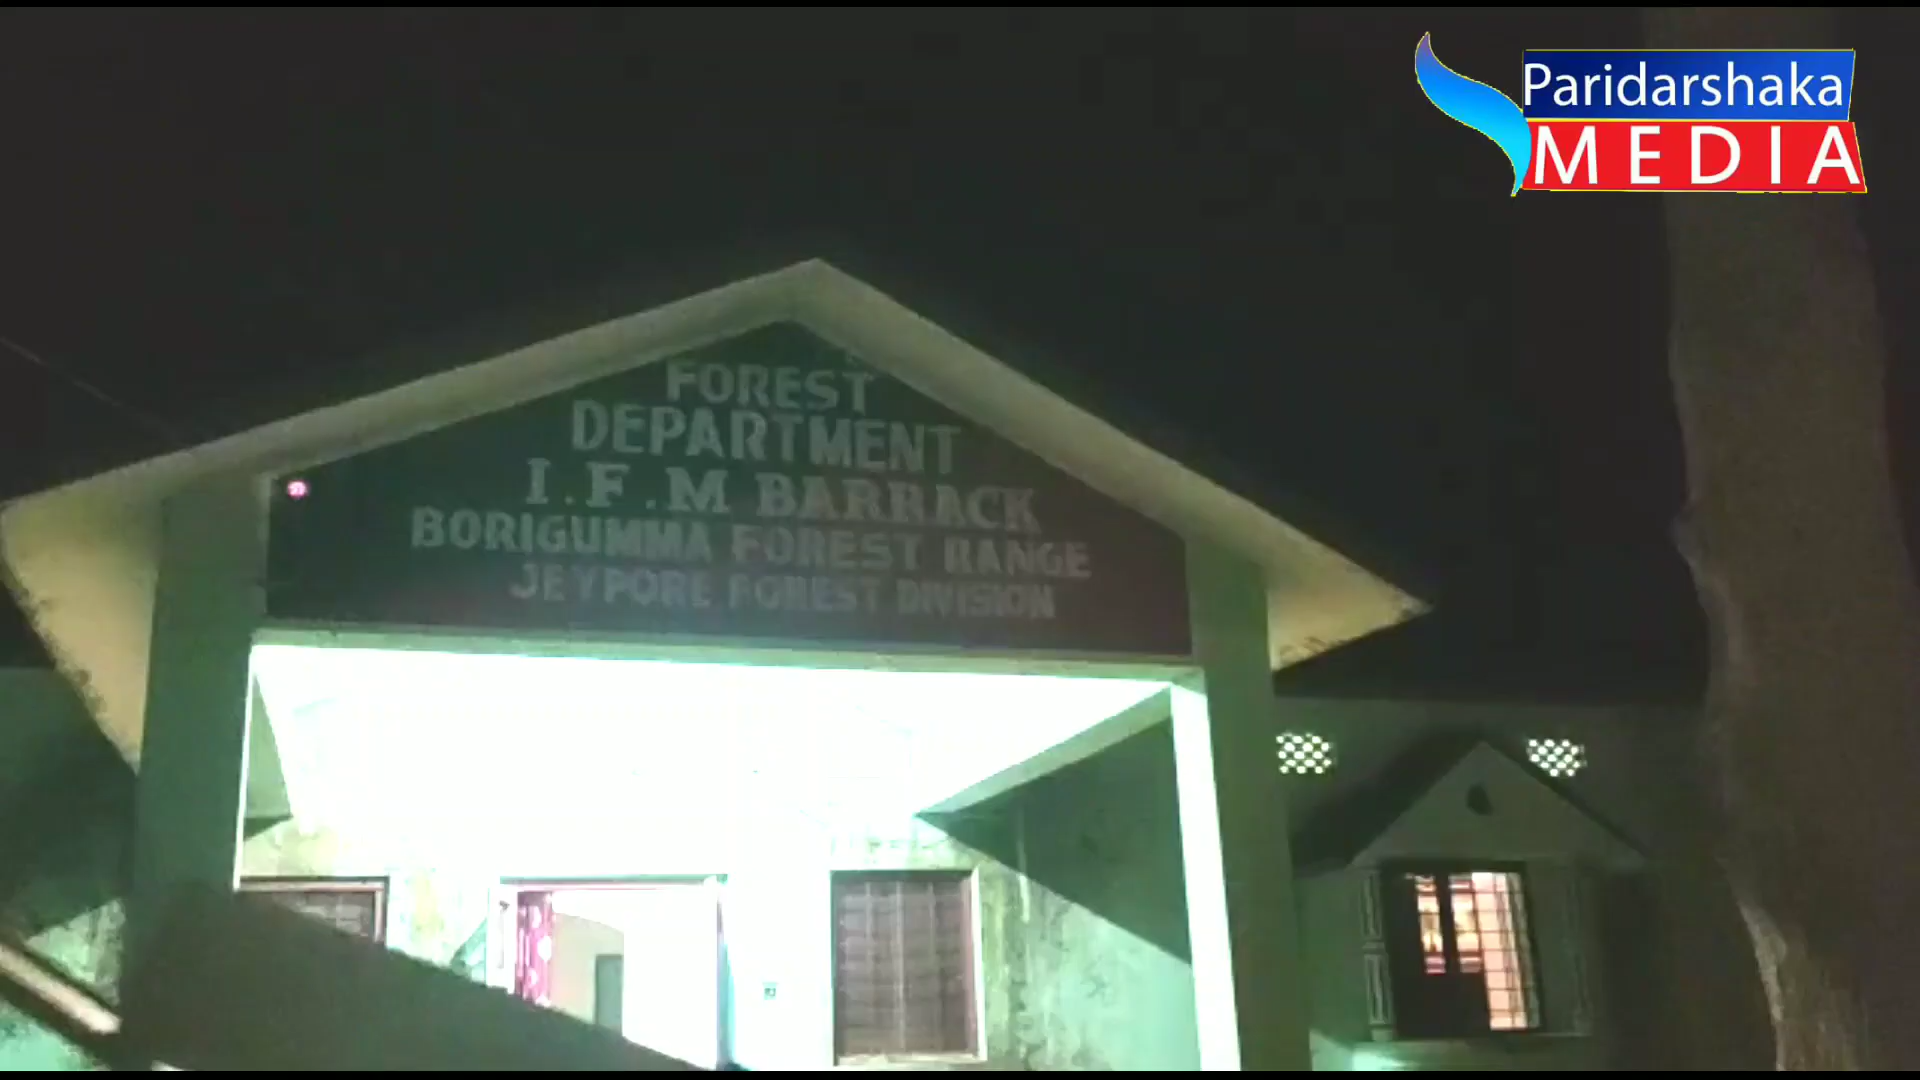 Paridarshaka
MEDIA
FOREST
DEPARTMENT
I.F.M BARRACK
BORIGUMMA FOREST RANGE
JEYPORE FOREST DIVISION